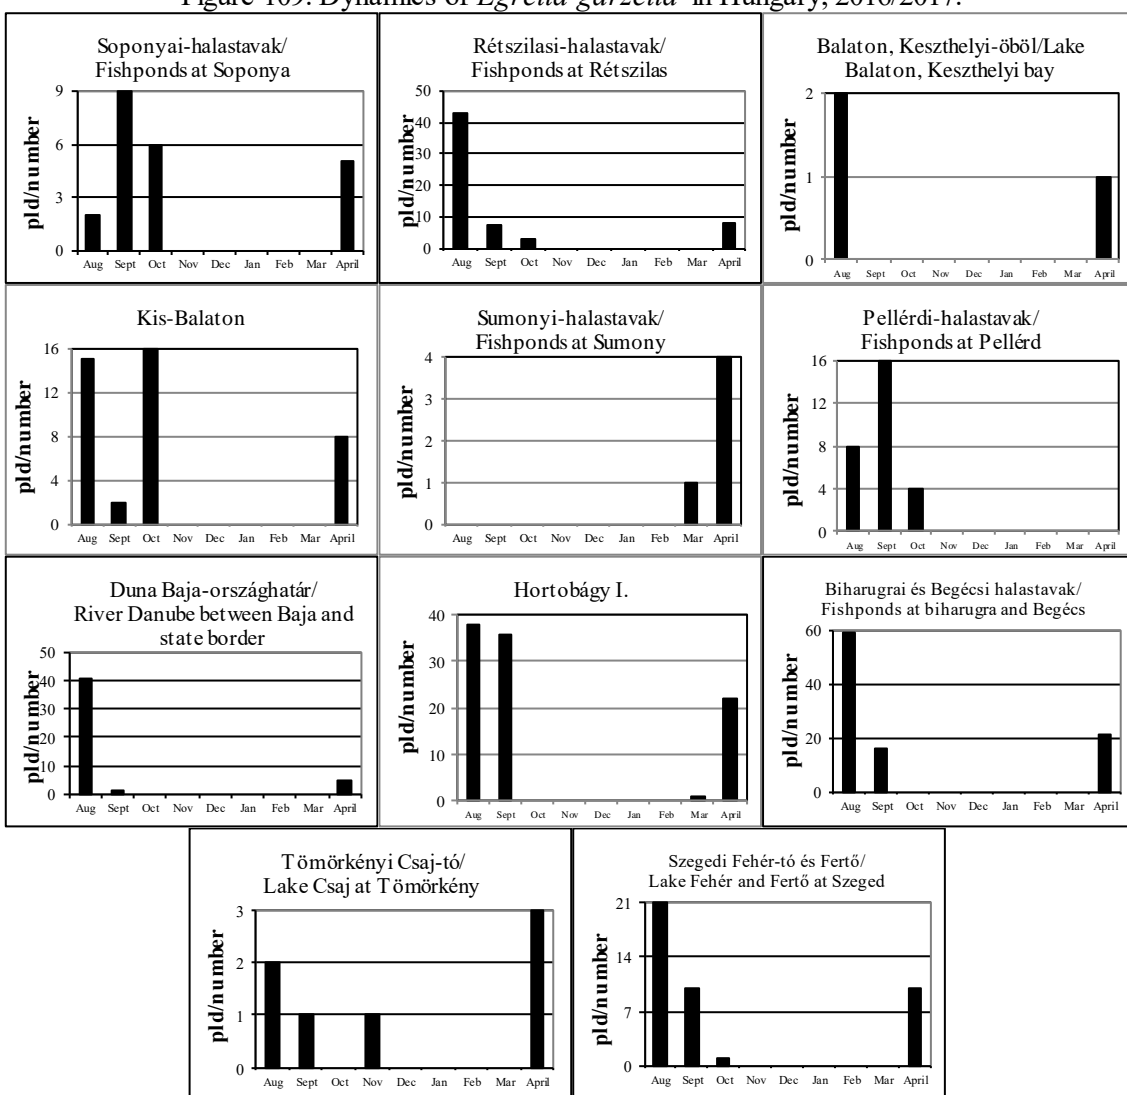 Figure 109. Dynamics of Egretta garzetta in Hungary, 2016/2017.
Soponyai-halastavak/
Fishponds at Soponya
pld/number
9
6
3
0
Aug Sept Oct Nov Dec Jan Feb Mar April
Rétszilasi-halastavak/
Fishponds at Rétszilas
pld/number
50
40
30
20
10
0
Aug Sept Oct Nov Dec Jan Feb Mar April
Balaton, Keszthelyi-öböl/Lake
Balaton, Keszthelyi bay
pld/number
2
1
0
Aug Sept Oct Nov Dec Jan Feb Mar April
Kis-Balaton
pld/number
16
12
8
4
0
Aug Sept Oct Nov Dec Jan Feb Mar April
Sumonyi-halastavak/
Fishponds at Sumony
pld/number
4
3
2
1
0
Aug Sept Oct Nov Dec Jan Feb Mar April
Pellérdi-halastavak/
Fishponds at Pellérd
pld/number
16
12
8
4
0
Aug Sept Oct Nov Dec Jan Feb Mar April
Duna Baja-országhatár/
River Danube between Baja and
state border
pld/number
50
40
30
20
10
0
Aug Sept Oct Nov Dec Jan Feb Mar April
Hortobágy I.
pld/number
40
30
20
10
0
Aug Sept Oct Nov Dec Jan Feb Mar April
Biharugrai és Begécsi halastavak/
Fishponds at biharugra and Begécs
pld/number
60
40
20
0
Aug Sept Oct Nov Dec Jan Feb Mar April
Tömörkényi Csaj-tó/
Lake Csaj at Tömörkény
pld/number
3
2
1
0
Aug Sept Oct Nov Dec Jan Feb Mar April
Szegedi Fehér-tó és Fertő/
Lake Fehér and Fertő at Szeged
pld/number
21
14
7
0
Aug Sept Oct Nov Dec Jan Feb Mar April